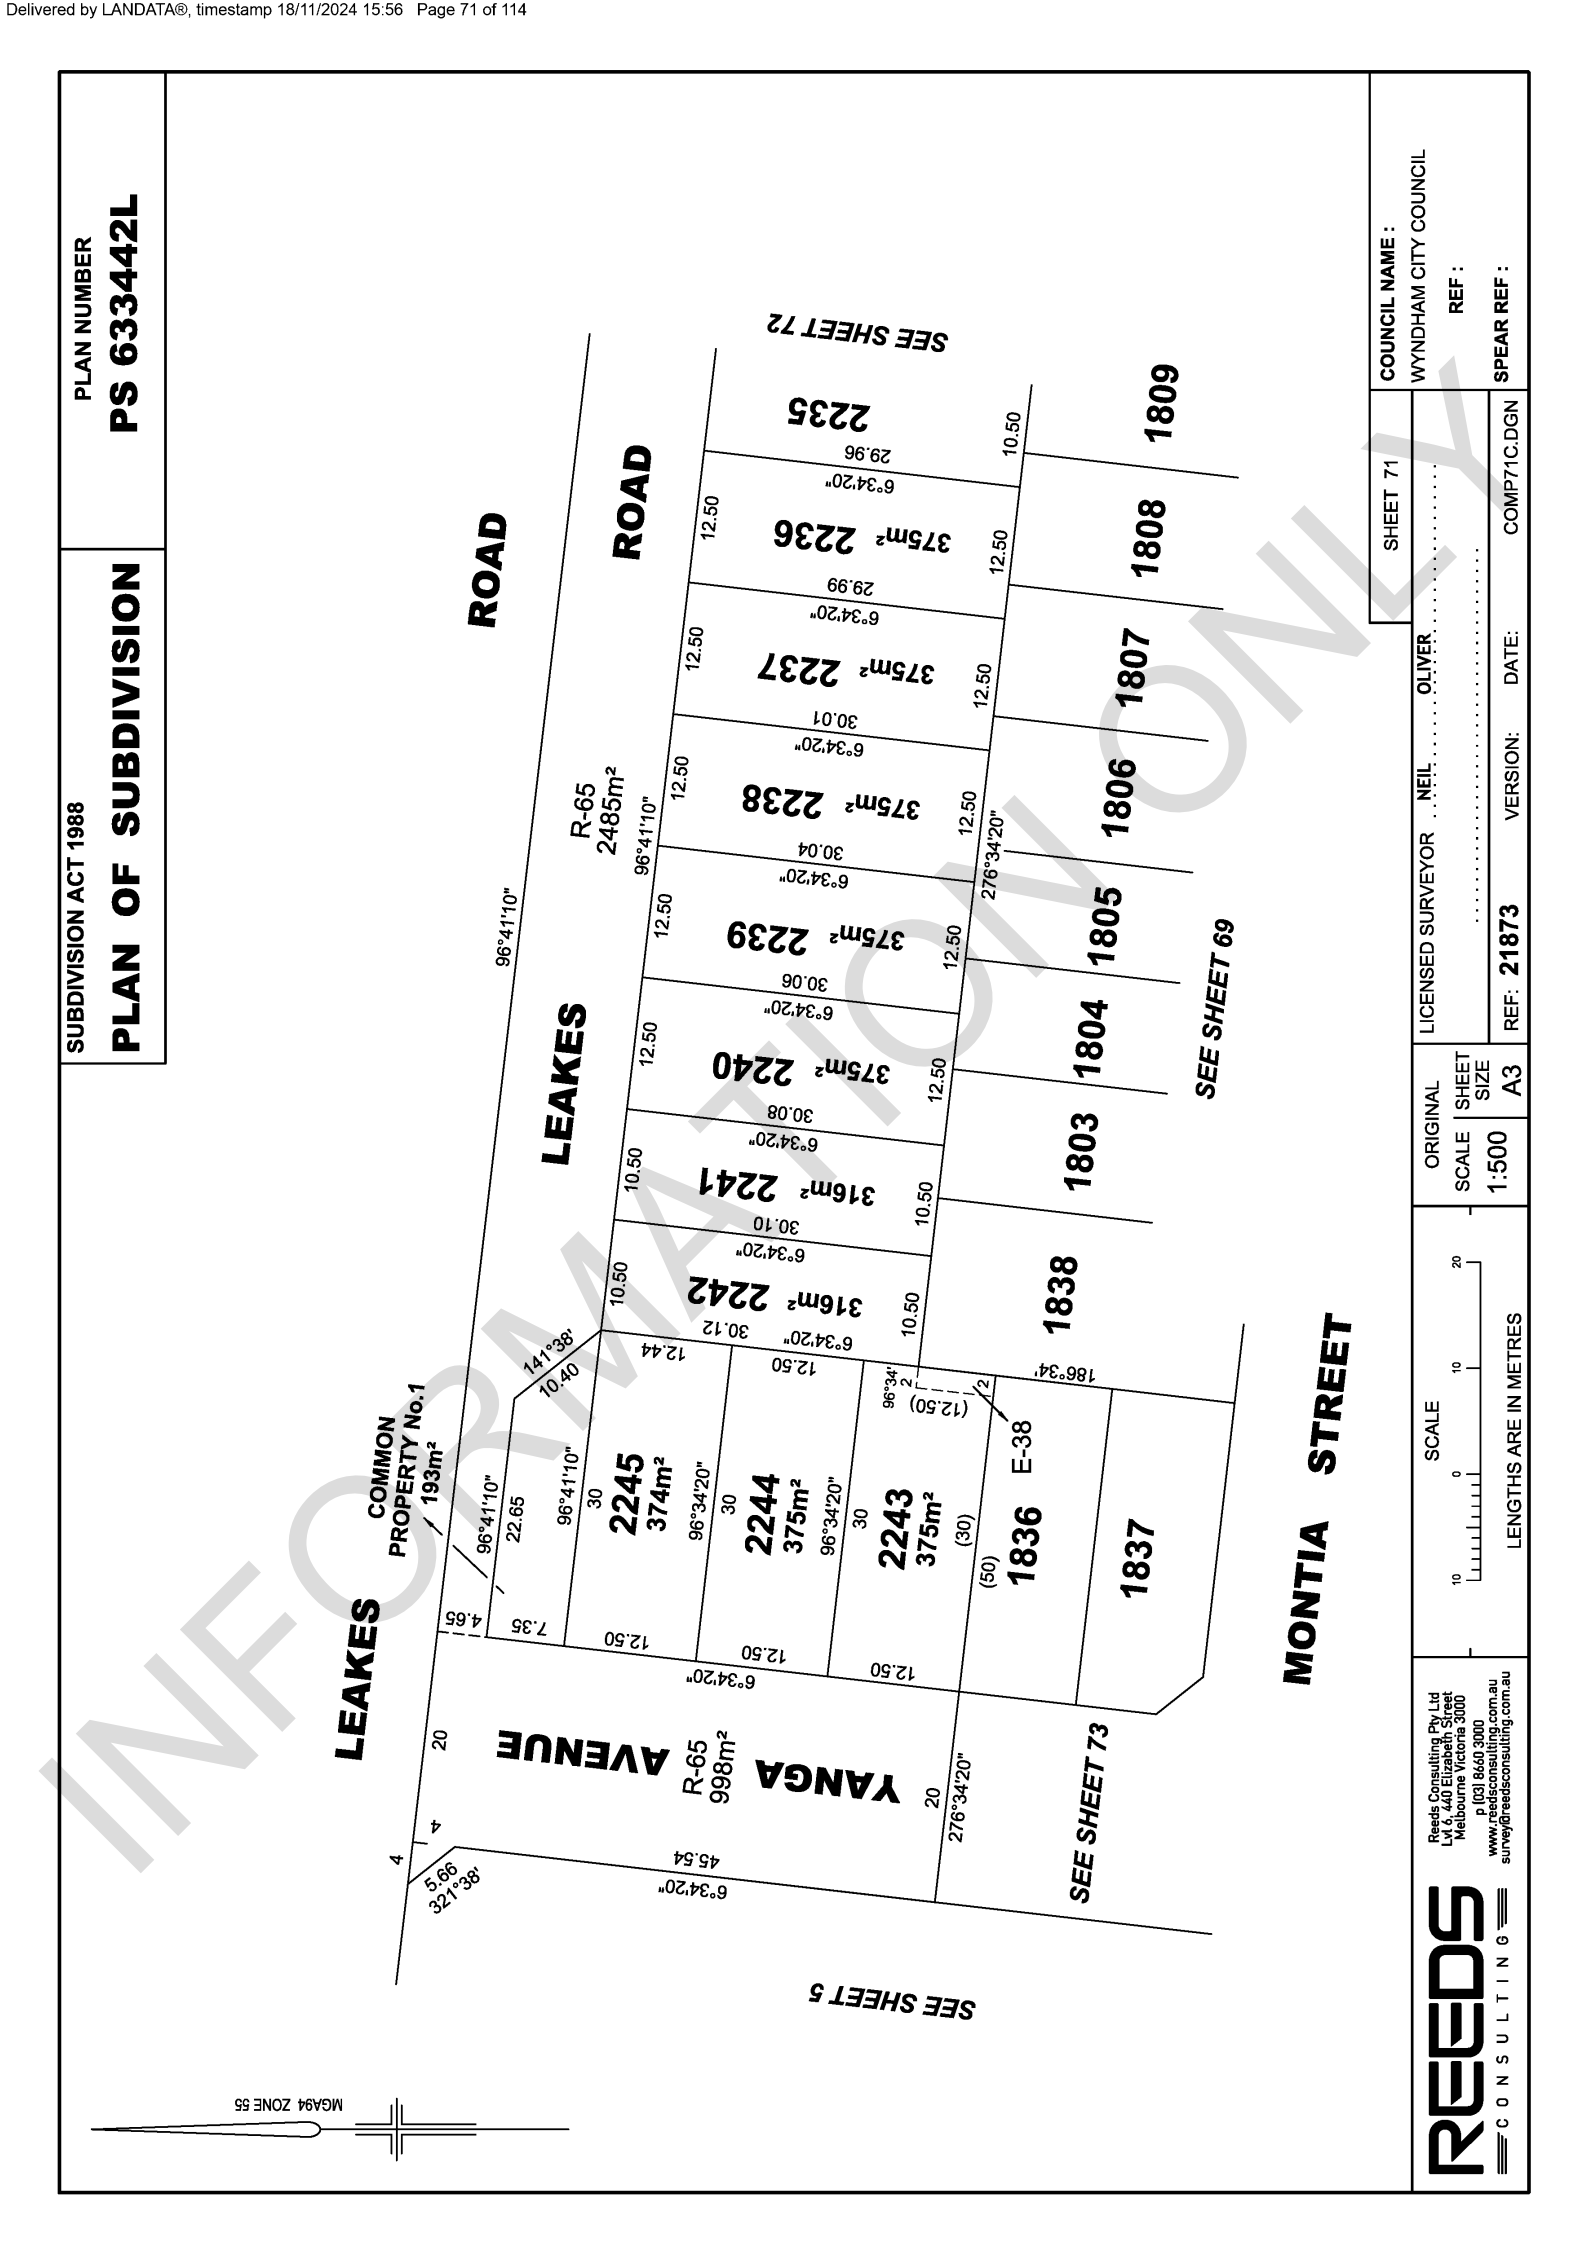 Delivered by LANDATA®, timestamp 18/11/2024 15:56 Page 71 of 114
SUBDIVISION ACT 1988
PLAN OF SUBDIVISION
PLAN NUMBER
PS 633442L
INFORMATION ONLY
MGA94 ZONE 55
LEAKES
ROAD
LEAKES
ROAD
96°41'10"
R-65
2485m²
96°41'10"
COMMON
PROPERTY No.1
193m²
96°41'10"
22.65
141°38'
10.40
4.65
7.35
20
4
4
5.66
321°38'
45.54
6°34'20"
YANGA
AVENUE
R-65
998m²
20
276°34'20"
6°34'20"
12.50
12.50
12.50
96°41'10"
30
2245
374m²
12.44
96°34'20"
30
2244
375m²
12.50
96°34'20"
30
2243
375m²
96°34'
2
(12.50)
2
E-38
(30)
(50)
1836
1837
186°34'
10.50
30.12
6°34'20"
2242
316m²
10.50
10.50
30.10
6°34'20"
2241
316m²
10.50
12.50
30.08
6°34'20"
2240
375m²
12.50
12.50
30.06
6°34'20"
2239
375m²
12.50
12.50
30.04
6°34'20"
2238
375m²
12.50
276°34'20"
12.50
30.01
6°34'20"
2237
375m²
12.50
12.50
29.99
6°34'20"
2236
375m²
12.50
29.96
6°34'20"
2235
10.50
1838
1803
1804
1805
1806
1807
1808
1809
SEE SHEET 72
SEE SHEET 69
SEE SHEET 73
SEE SHEET 5
MONTIA STREET
REEDS
CONSULTING
Reeds Consulting Pty Ltd
Lvl 6, 440 Elizabeth Street
Melbourne Victoria 3000
p (03) 8660 3000
www.reedsconsulting.com.au
survey@reedsconsulting.com.au
SCALE
10 0 10 20
LENGTHS ARE IN METRES
ORIGINAL
SCALE
1:500
SHEET
SIZE
A3
LICENSED SURVEYOR NEIL OLIVER
REF: 21873 VERSION: DATE: COMP71C.DGN
SHEET 71
COUNCIL NAME :
WYNDHAM CITY COUNCIL
REF :
SPEAR REF :